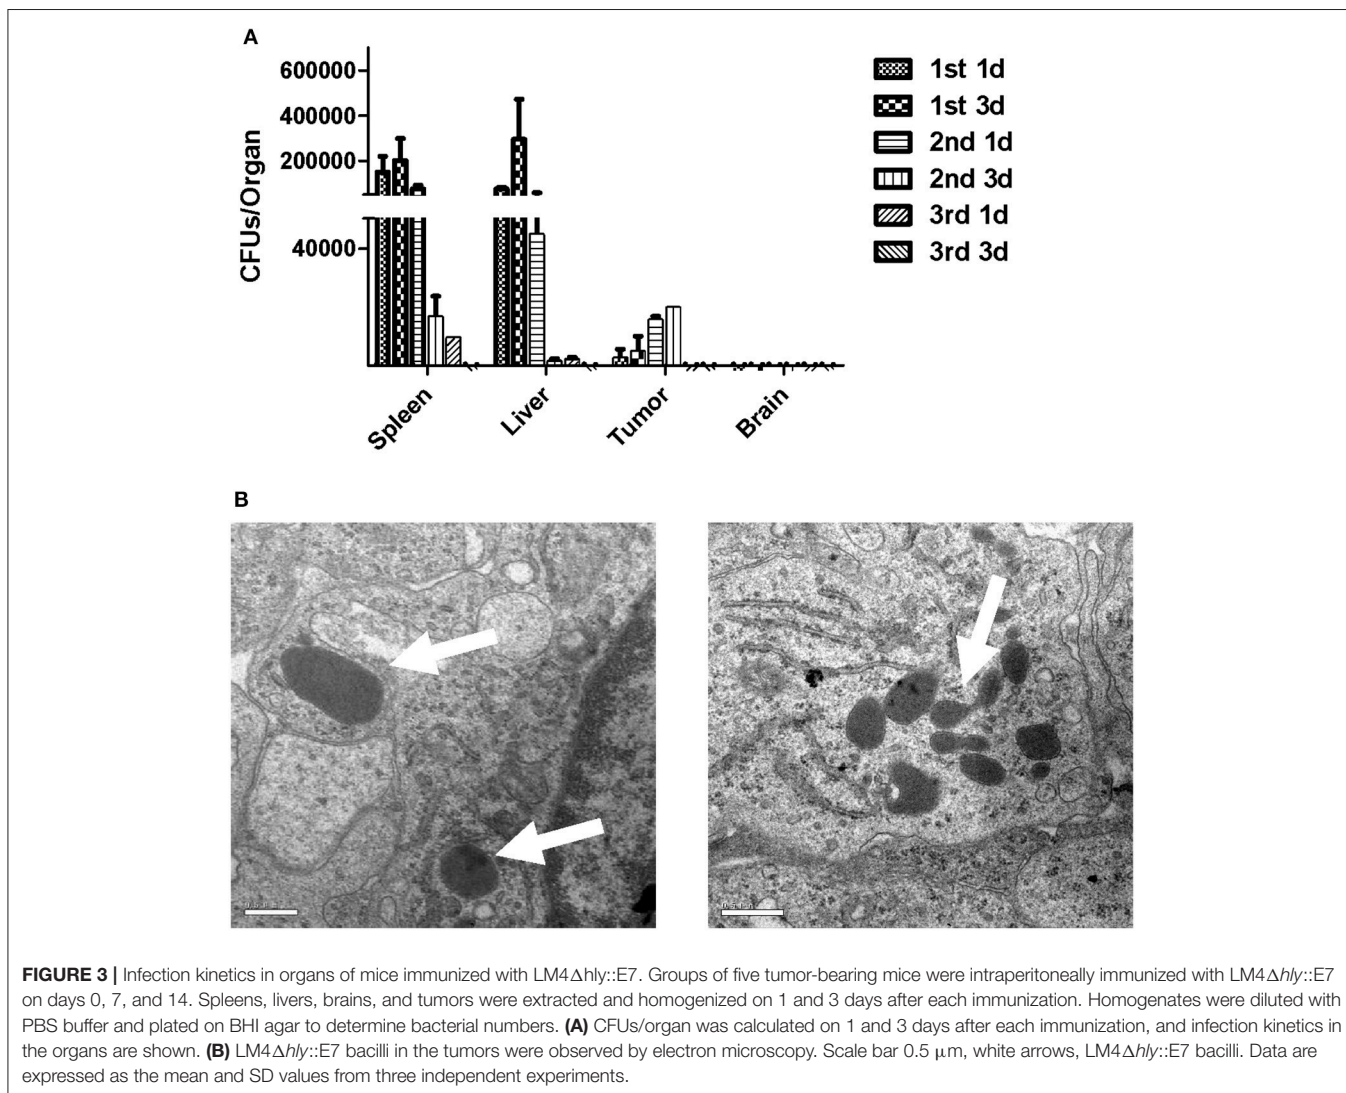 A
600000
400000
200000
40000
CFUs/Organ
Spleen
Liver
Tumor
Brain
1st 1d
1st 3d
2nd 1d
2nd 3d
3rd 1d
3rd 3d
B
FIGURE 3 | Infection kinetics in organs of mice immunized with LM4Δhly::E7. Groups of five tumor-bearing mice were intraperitoneally immunized with LM4Δhly::E7
on days 0, 7, and 14. Spleens, livers, brains, and tumors were extracted and homogenized on 1 and 3 days after each immunization. Homogenates were diluted with
PBS buffer and plated on BHI agar to determine bacterial numbers. (A) CFUs/organ was calculated on 1 and 3 days after each immunization, and infection kinetics in
the organs are shown. (B) LM4Δhly::E7 bacilli in the tumors were observed by electron microscopy. Scale bar 0.5 μm, white arrows, LM4Δhly::E7 bacilli. Data are
expressed as the mean and SD values from three independent experiments.